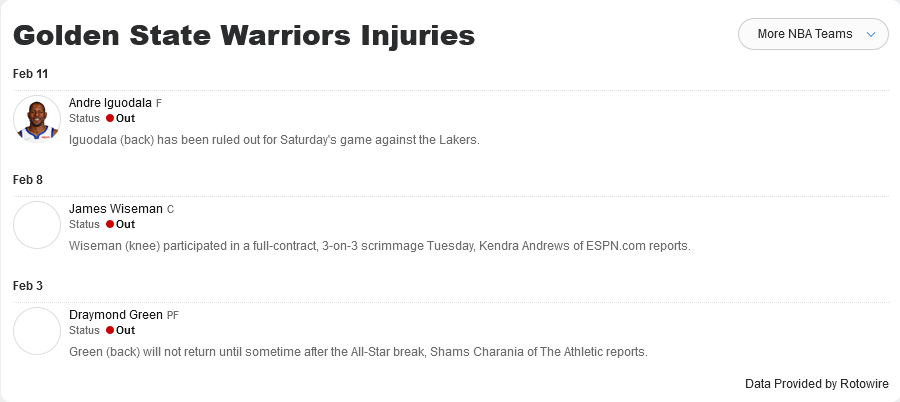 Golden State Warriors Injuries
More NBA Teams
Feb 11
Andre Iguodala F
Status Out
Iguodala (back) has been ruled out for Saturday's game against the Lakers.
Feb 8
James Wiseman C
Status Out
Wiseman (knee) participated in a full-contract, 3-on-3 scrimmage Tuesday, Kendra Andrews of ESPN.com reports.
Feb 3
Draymond Green PF
Status Out
Green (back) will not return until sometime after the All-Star break, Shams Charania of The Athletic reports.
Data Provided by Rotowire